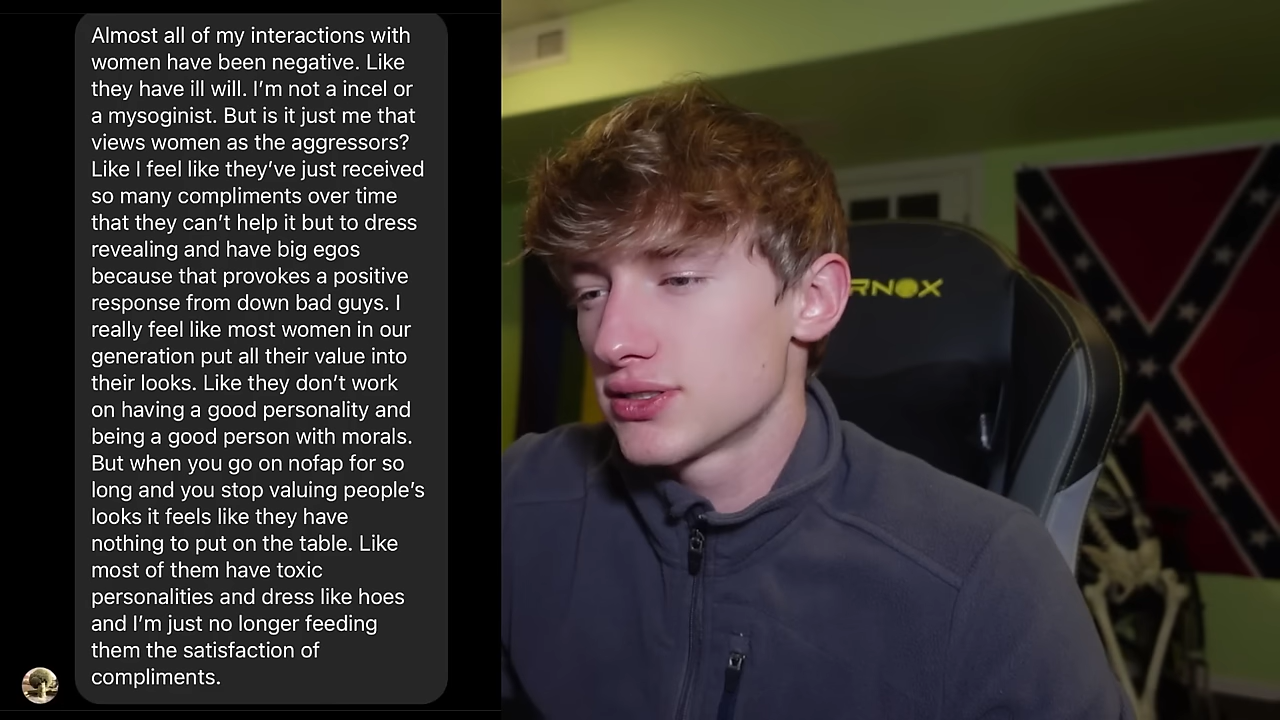 Almost all of my interactions with
women have been negative. Like
they have ill will. I’m not a incel or
a mysoginist. But is it just me that
views women as the aggressors?
Like I feel like they’ve just received
so many compliments over time
that they can’t help it but to dress
revealing and have big egos
because that provokes a positive
response from down bad guys. I
really feel like most women in our
generation put all their value into
their looks. Like they don’t work
on having a good personality and
being a good person with morals.
But when you go on nofap for so
long and you stop valuing people’s
looks it feels like they have
nothing to put on the table. Like
most of them have toxic
personalities and dress like hoes
and I’m just no longer feeding
them the satisfaction of
compliments.